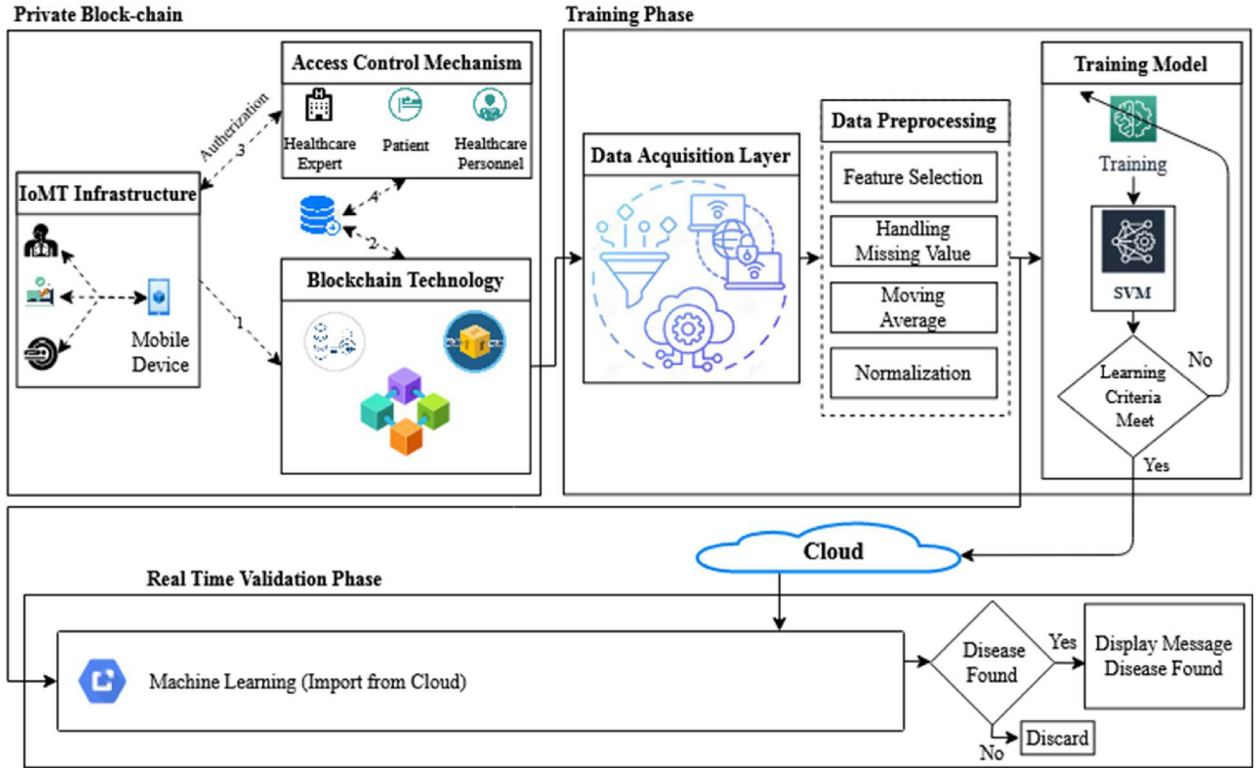 Private Block-chain
Training Phase
Access Control Mechanism
Healthcare
Expert
Patient
Healthcare
Personnel
Autherization
3
IoMT Infrastructure
Mobile
Device
4
2
1
Blockchain Technology
Data Acquisition Layer
Data Preprocessing
Feature Selection
Handling
Missing Value
Moving
Average
Normalization
Training Model
Training
SVM
Learning
Criteria
Meet
No
Yes
Cloud
Real Time Validation Phase
Machine Learning (Import from Cloud)
Disease
Found
Yes
Display Message
Disease Found
No
Discard